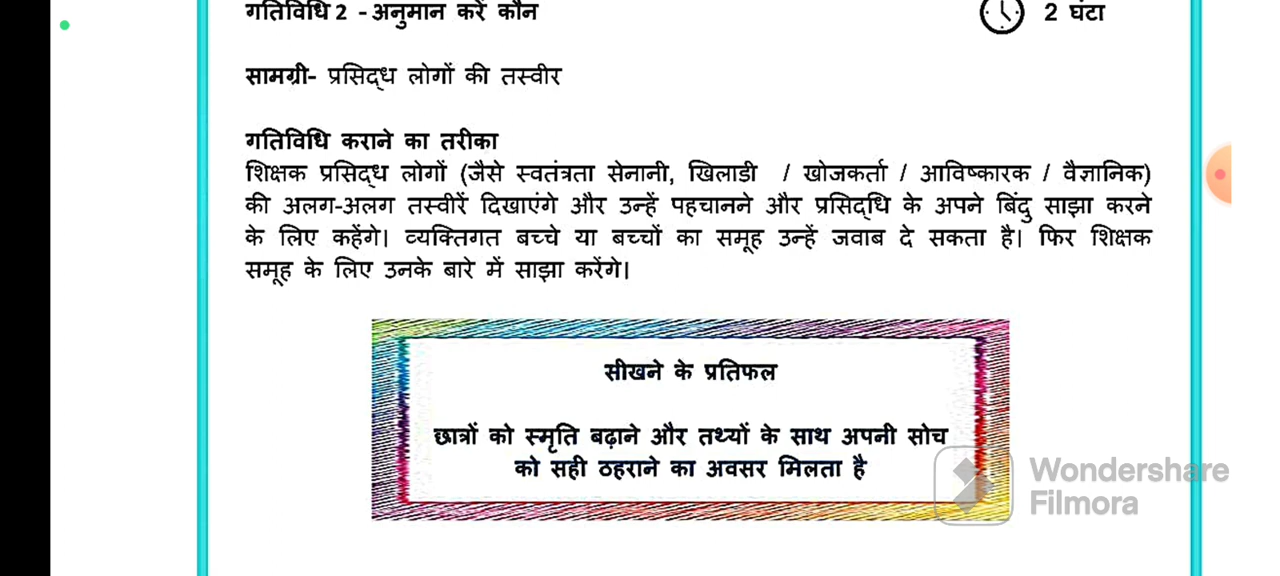 गतिविधि 2 - अनुमान करें कौन
2 घंटा
सामग्री- प्रसिद्ध लोगों की तस्वीर
गतिविधि कराने का तरीका
शिक्षक प्रसिद्ध लोगों (जैसे स्वतंत्रता सेनानी, खिलाडी / खोजकर्ता / आविष्कारक / वैज्ञानिक)
की अलग-अलग तस्वीरें दिखाएंगे और उन्हें पहचानने और प्रसिद्धि के अपने बिंदु साझा करने
के लिए कहेंगे। व्यक्तिगत बच्चे या बच्चों का समूह उन्हें जवाब दे सकता है। फिर शिक्षक
समूह के लिए उनके बारे में साझा करेंगे।
सीखने के प्रतिफल
छात्रों को स्मृति बढ़ाने और तथ्यों के साथ अपनी सोच
को सही ठहराने का अवसर मिलता है
Wondershare
Filmora